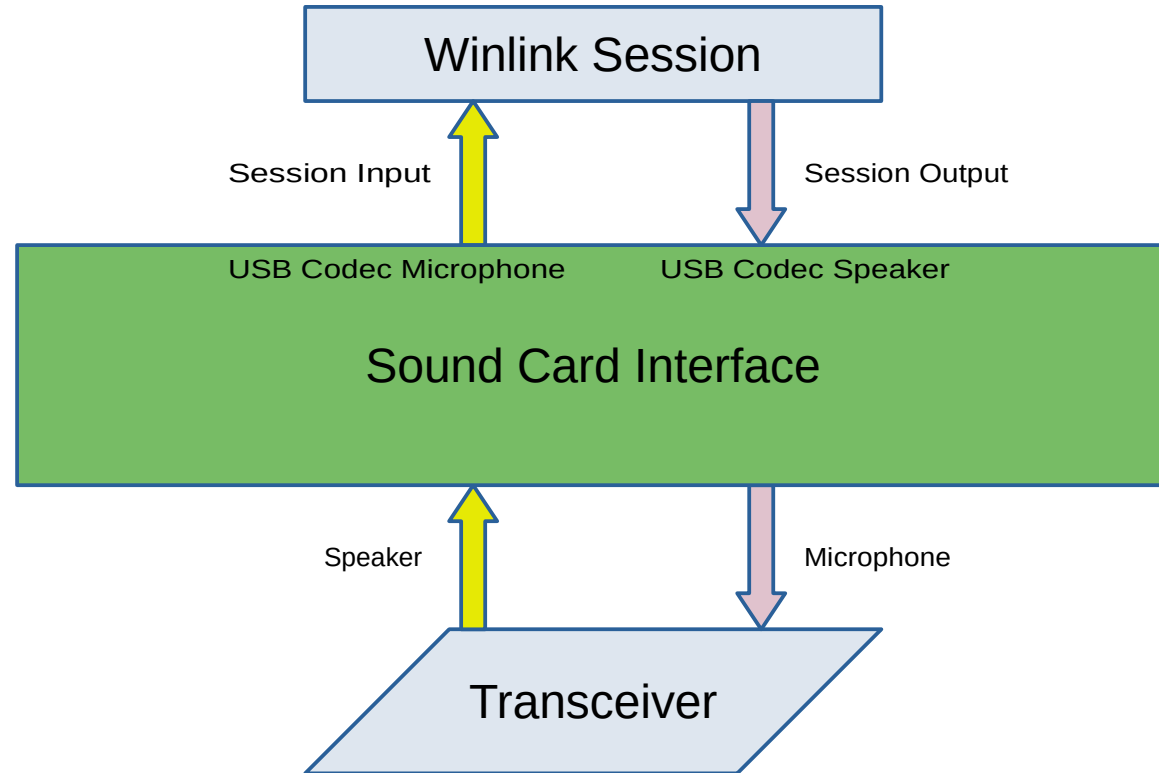 Winlink Session
Session Input
Session Output
USB Codec Microphone
USB Codec Speaker
Sound Card Interface
Speaker
Microphone
Transceiver